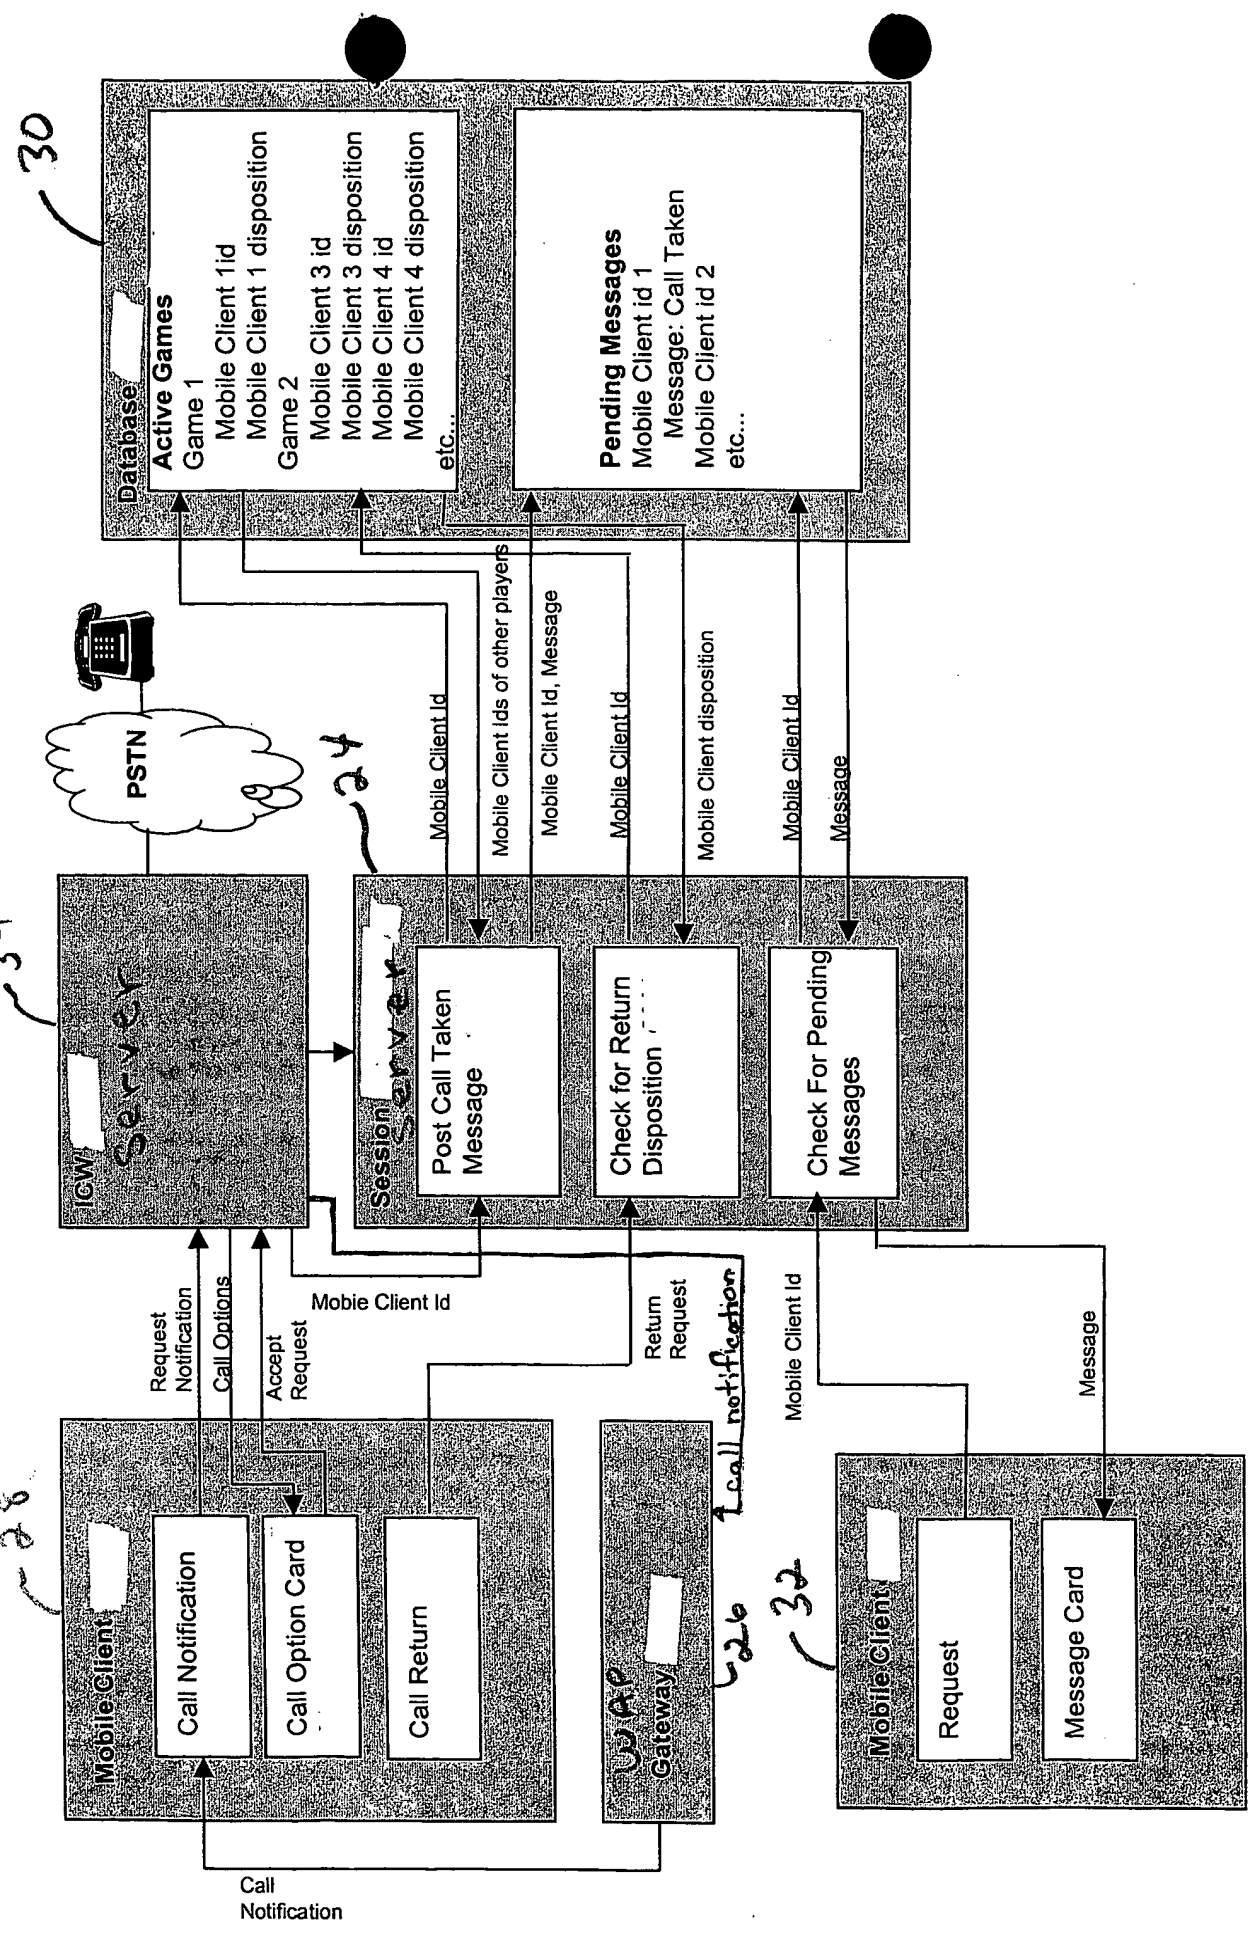 28
Mobile Client
Call Notification
Call Option Card
Call Return
Call
Notification
WAP
Gateway
26
call notification
32
Mobile Client
Request
Message Card
Request
Notification
Call Options
Accept
Request
Mobie Client Id
Return
Request
Mobile Client Id
Message
ICW
Server
PSTN
24
Session
Server
Post Call Taken
Message
Check for Return
Disposition
Check For Pending
Messages
Mobile Client Id
Mobile Client Ids of other players
Mobile Client Id, Message
Mobile Client Id
Mobile Client disposition
Mobile Client Id
Message
30
Database
Active Games
Game 1
Mobile Client 1id
Mobile Client 1 disposition
Game 2
Mobile Client 3 id
Mobile Client 3 disposition
Mobile Client 4 id
Mobile Client 4 disposition
etc...
Pending Messages
Mobile Client id 1
Message: Call Taken
Mobile Client id 2
etc...